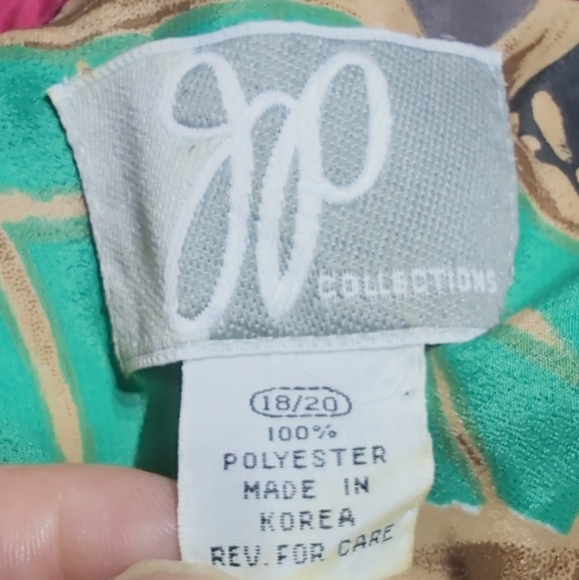 JP
COLLECTIONS
18/20
100%
POLYESTER
MADE IN
KOREA
REV. FOR CARE